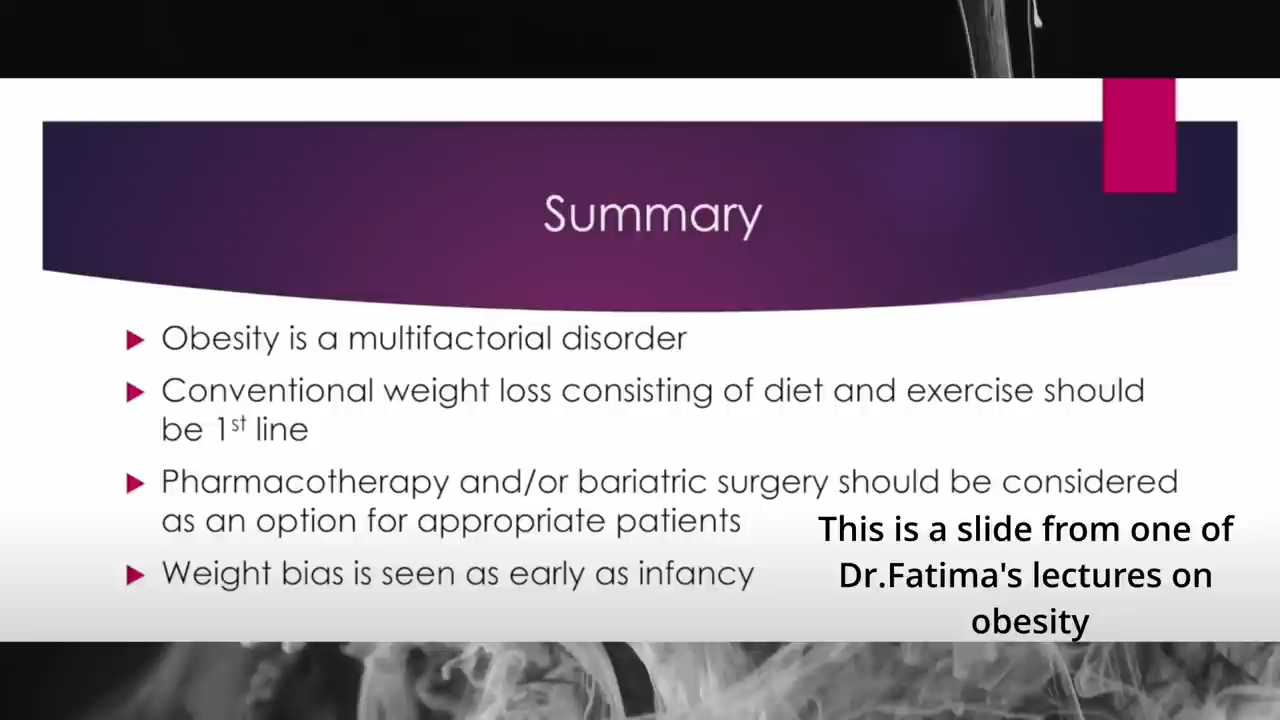 Summary
Obesity is a multifactorial disorder
Conventional weight loss consisting of diet and exercise should
be 1st line
Pharmacotherapy and/or bariatric surgery should be considered
as an option for appropriate patients
Weight bias is seen as early as infancy
This is a slide from one of
Dr.Fatima's lectures on
obesity